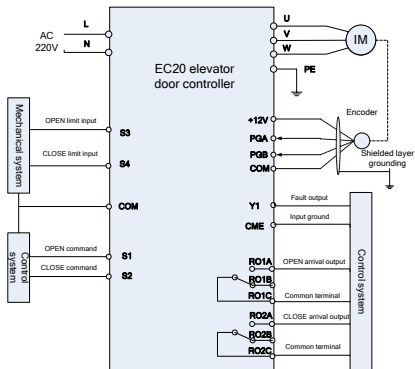 AC
220V
L
N
EC20 elevator
door controller
U
V
W
IM
PE
Mechanical system
OPEN limit input
S3
CLOSE limit input
S4
COM
Control
system
OPEN command
S1
CLOSE command
S2
+12V
PGA
PGB
COM
Encoder
Shielded layer
grounding
Y1
Fault output
CME
Input ground
RO1A
OPEN arrival output
RO1B
RO1C
Common terminal
RO2A
CLOSE arrival output
RO2B
RO2C
Common terminal
Control system